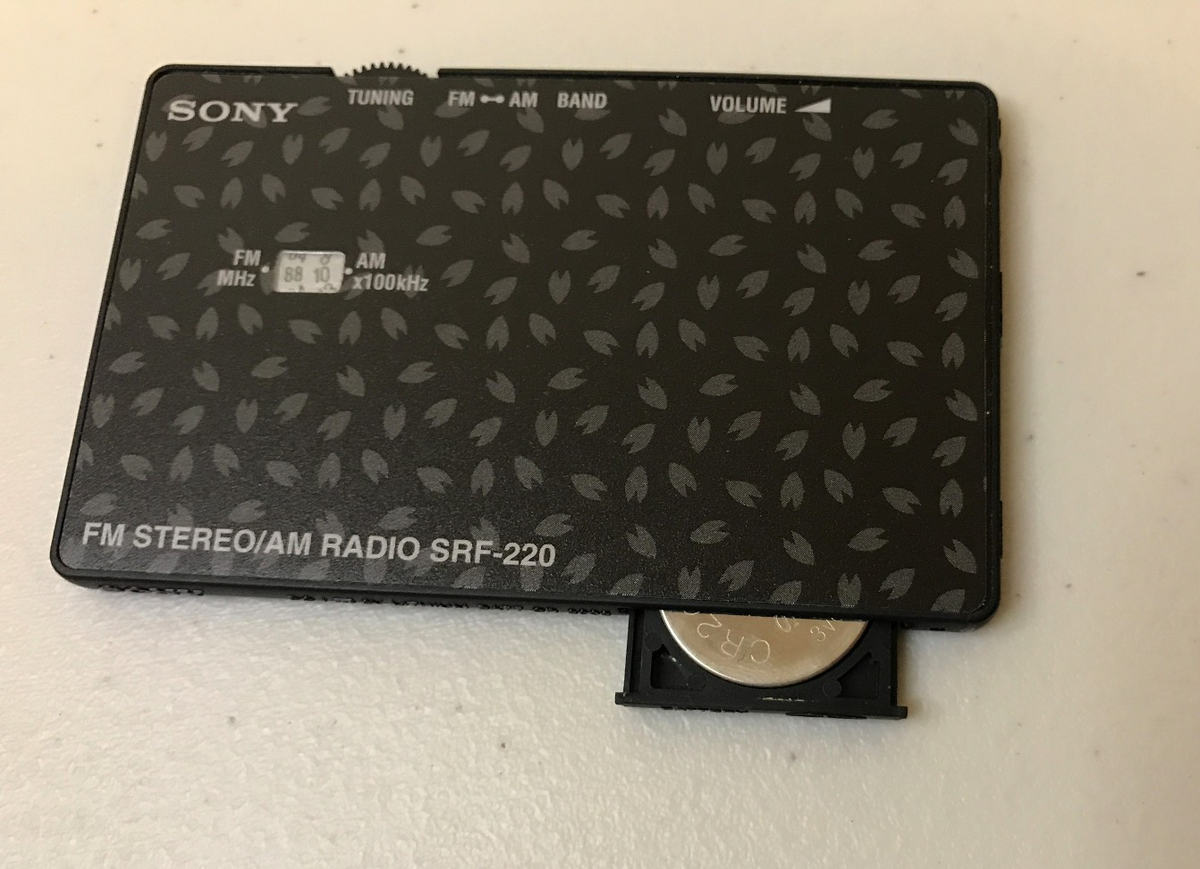 SONY
TUNING FM AM BAND VOLUME
FM AM
MHz 88 10 x100kHz
FM STEREO/AM RADIO SRF-220
CR2